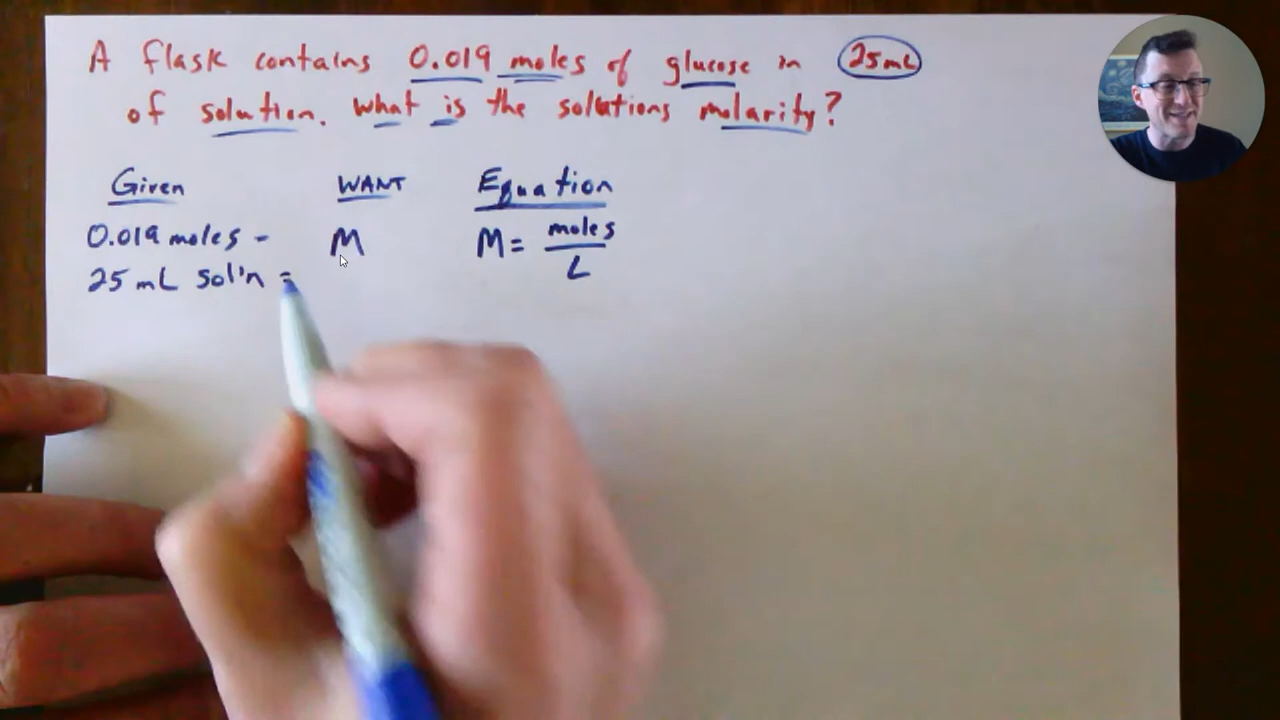 A flask contains 0.019 moles of glucose in 25mL
of solution. What is the solutions molarity?
Given WANT Equation
0.019 moles - M M = moles
25 mL Sol'n = L